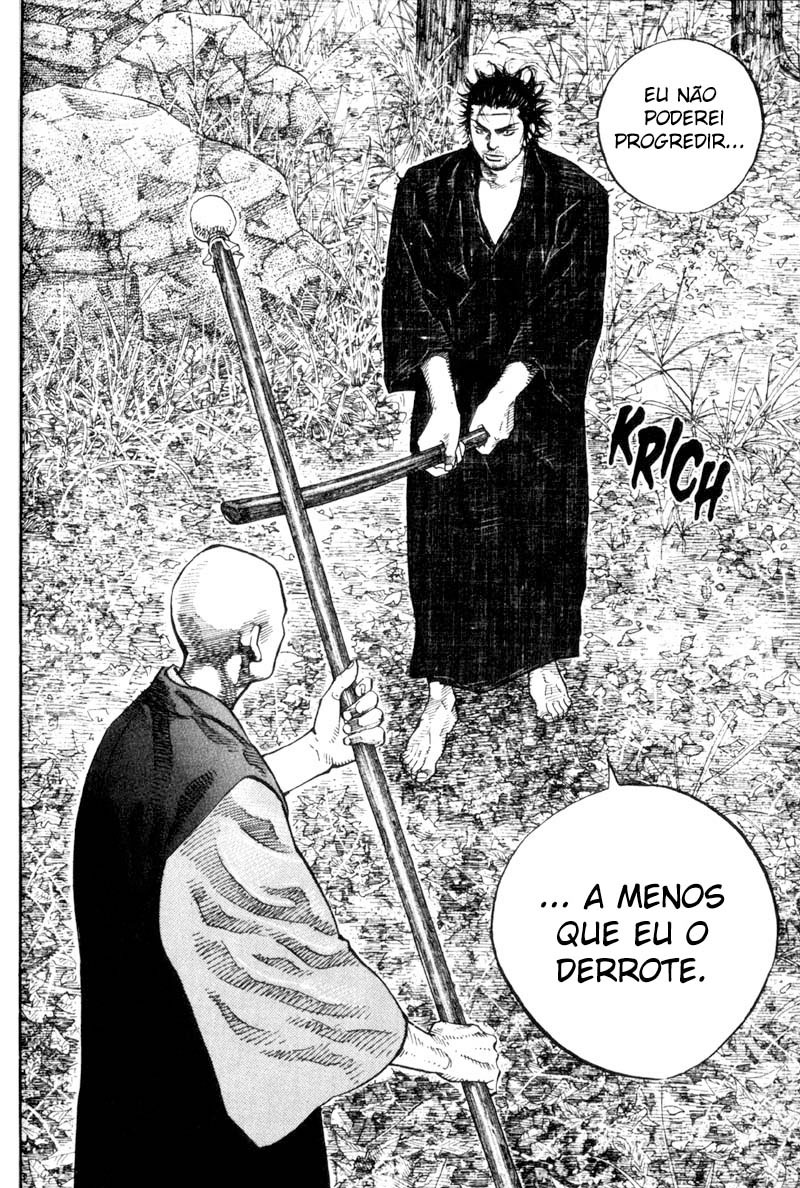 EU NÃO
PODEREI
PROGREDIR...
KRICH
... A MENOS
QUE EU O
DERROTE.